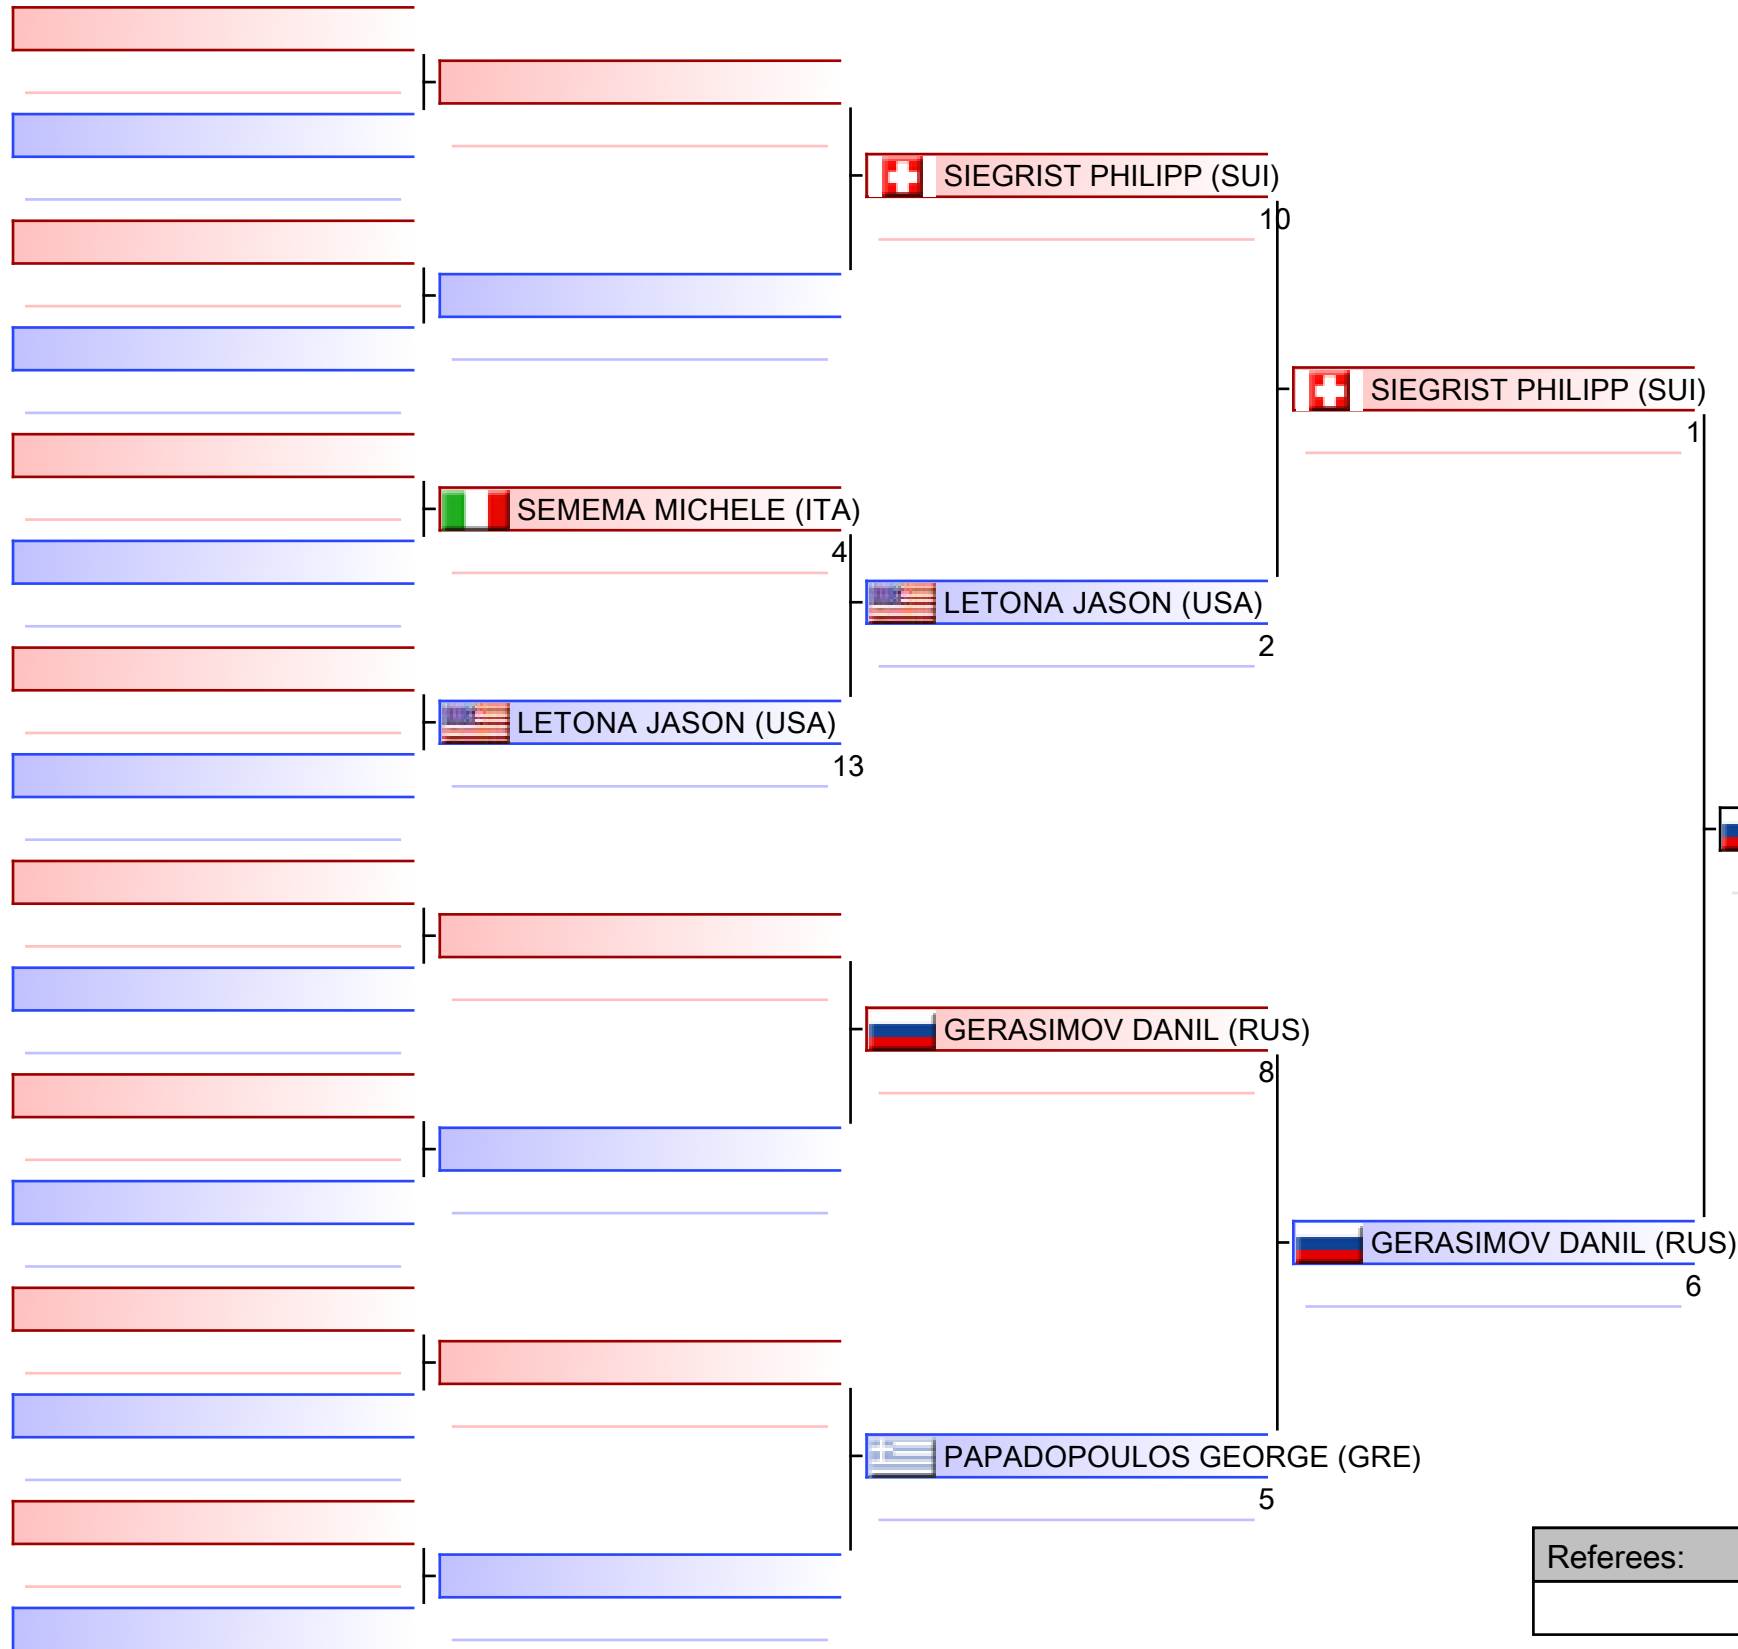 SIEGRIST PHILIPP (SUI)
10
SIEGRIST PHILIPP (SUI)
1
SEMEMA MICHELE (ITA)
4
LETONA JASON (USA)
2
LETONA JASON (USA)
13
GERASIMOV DANIL (RUS)
8
GERASIMOV DANIL (RUS)
6
PAPADOPOULOS GEORGE (GRE)
5
Referees: